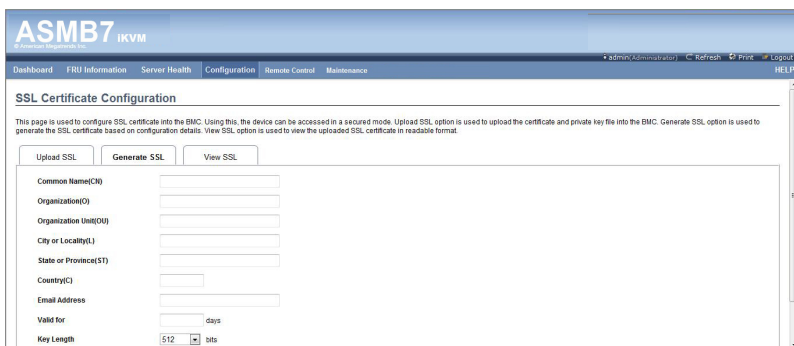 ASMB7 iKVM
© American Megatrends Inc.
• admin(Administrator) Refresh Print Logout
Dashboard FRU Information Server Health Configuration Remote Control Maintenance HELP
SSL Certificate Configuration
This page is used to configure SSL certificate into the BMC. Using this, the device can be accessed in a secured mode. Upload SSL option is used to upload the certificate and private key file into the BMC. Generate SSL option is used to
generate the SSL certificate based on configuration details. View SSL option is used to view the uploaded SSL certificate in readable format.
Upload SSL Generate SSL View SSL
Common Name(CN)
Organization(O)
Organization Unit(OU)
City or Locality(L)
State or Province(ST)
Country(C)
Email Address
Valid for days
Key Length 512 bits